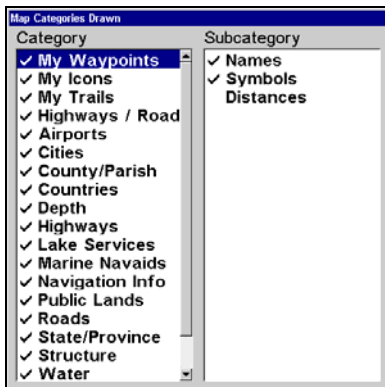 Map Categories Drawn
Category
✓ My Waypoints
✓ My Icons
✓ My Trails
✓ Highways / Road
✓ Airports
✓ Cities
✓ County/Parish
✓ Countries
✓ Depth
✓ Highways
✓ Lake Services
✓ Marine Navaids
✓ Navigation Info
✓ Public Lands
✓ Roads
✓ State/Province
✓ Structure
✓ Water
Subcategory
✓ Names
✓ Symbols
Distances